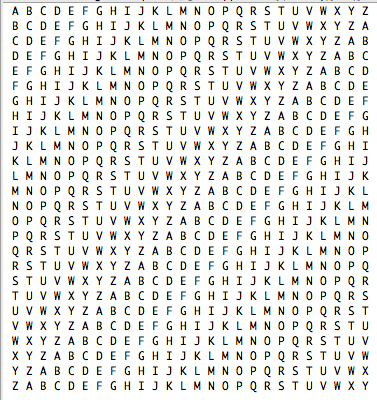 A B C D E F G H I J K L M N O P Q R S T U V W X Y Z
B C D E F G H I J K L M N O P Q R S T U V W X Y Z A
C D E F G H I J K L M N O P Q R S T U V W X Y Z A B
D E F G H I J K L M N O P Q R S T U V W X Y Z A B C
E F G H I J K L M N O P Q R S T U V W X Y Z A B C D
F G H I J K L M N O P Q R S T U V W X Y Z A B C D E
G H I J K L M N O P Q R S T U V W X Y Z A B C D E F
H I J K L M N O P Q R S T U V W X Y Z A B C D E F G
I J K L M N O P Q R S T U V W X Y Z A B C D E F G H
J K L M N O P Q R S T U V W X Y Z A B C D E F G H I
K L M N O P Q R S T U V W X Y Z A B C D E F G H I J
L M N O P Q R S T U V W X Y Z A B C D E F G H I J K
M N O P Q R S T U V W X Y Z A B C D E F G H I J K L
N O P Q R S T U V W X Y Z A B C D E F G H I J K L M
O P Q R S T U V W X Y Z A B C D E F G H I J K L M N
P Q R S T U V W X Y Z A B C D E F G H I J K L M N O
Q R S T U V W X Y Z A B C D E F G H I J K L M N O P
R S T U V W X Y Z A B C D E F G H I J K L M N O P Q
S T U V W X Y Z A B C D E F G H I J K L M N O P Q R
T U V W X Y Z A B C D E F G H I J K L M N O P Q R S
U V W X Y Z A B C D E F G H I J K L M N O P Q R S T
V W X Y Z A B C D E F G H I J K L M N O P Q R S T U
W X Y Z A B C D E F G H I J K L M N O P Q R S T U V
X Y Z A B C D E F G H I J K L M N O P Q R S T U V W
Y Z A B C D E F G H I J K L M N O P Q R S T U V W X
Z A B C D E F G H I J K L M N O P Q R S T U V W X Y